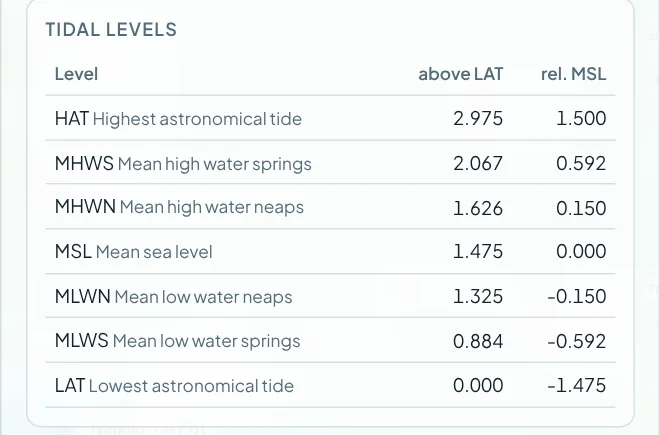 TIDAL LEVELS
Level above LAT rel. MSL
HAT Highest astronomical tide 2.975 1.500
MHWS Mean high water springs 2.067 0.592
MHWN Mean high water neaps 1.626 0.150
MSL Mean sea level 1.475 0.000
MLWN Mean low water neaps 1.325 -0.150
MLWS Mean low water springs 0.884 -0.592
LAT Lowest astronomical tide 0.000 -1.475